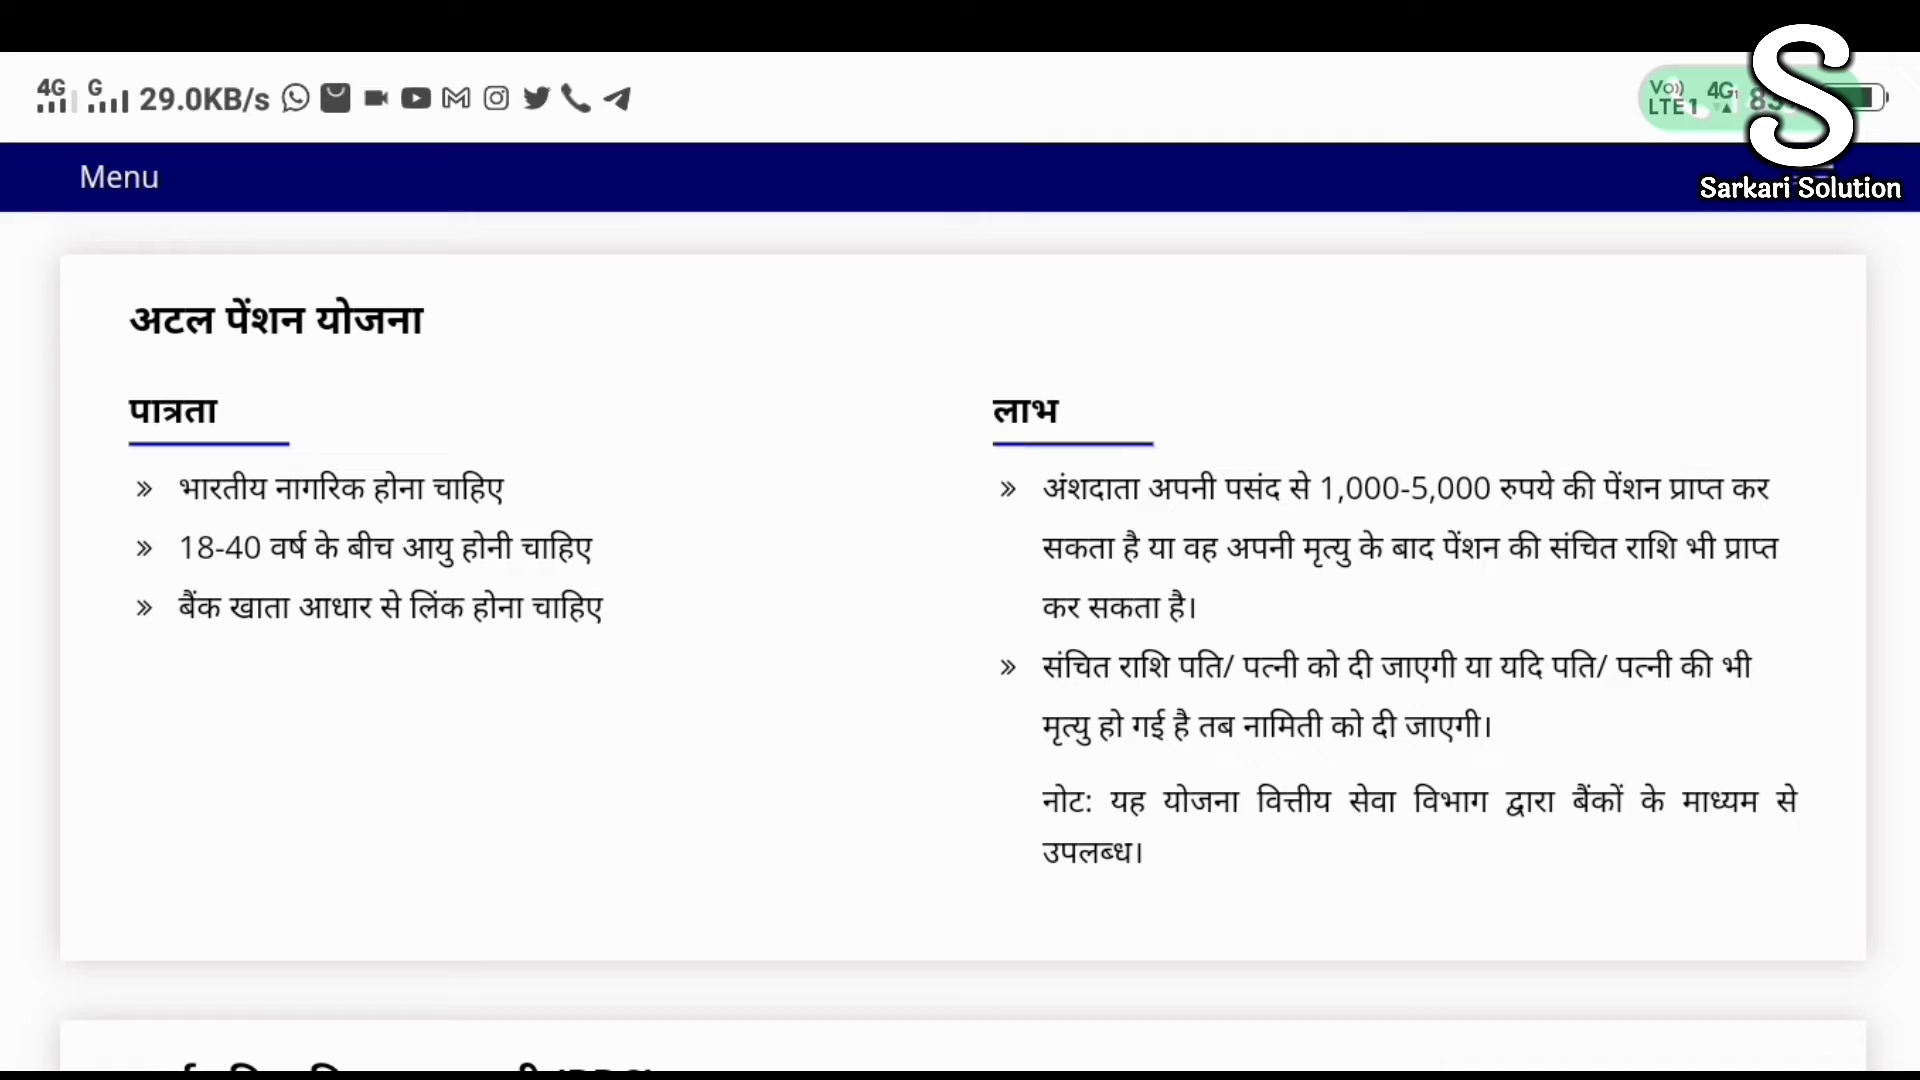 4G G 29.0KB/s
Vo)) LTE1 4G
S
Sarkari Solution
Menu
अटल पेंशन योजना
पात्रता
» भारतीय नागरिक होना चाहिए
» 18-40 वर्ष के बीच आयु होनी चाहिए
» बैंक खाता आधार से लिंक होना चाहिए
लाभ
» अंशदाता अपनी पसंद से 1,000-5,000 रुपये की पेंशन प्राप्त कर
सकता है या वह अपनी मृत्यु के बाद पेंशन की संचित राशि भी प्राप्त
कर सकता है।
» संचित राशि पति/ पत्नी को दी जाएगी या यदि पति/ पत्नी की भी
मृत्यु हो गई है तब नामिती को दी जाएगी।
नोट: यह योजना वित्तीय सेवा विभाग द्वारा बैंकों के माध्यम से
उपलब्ध।